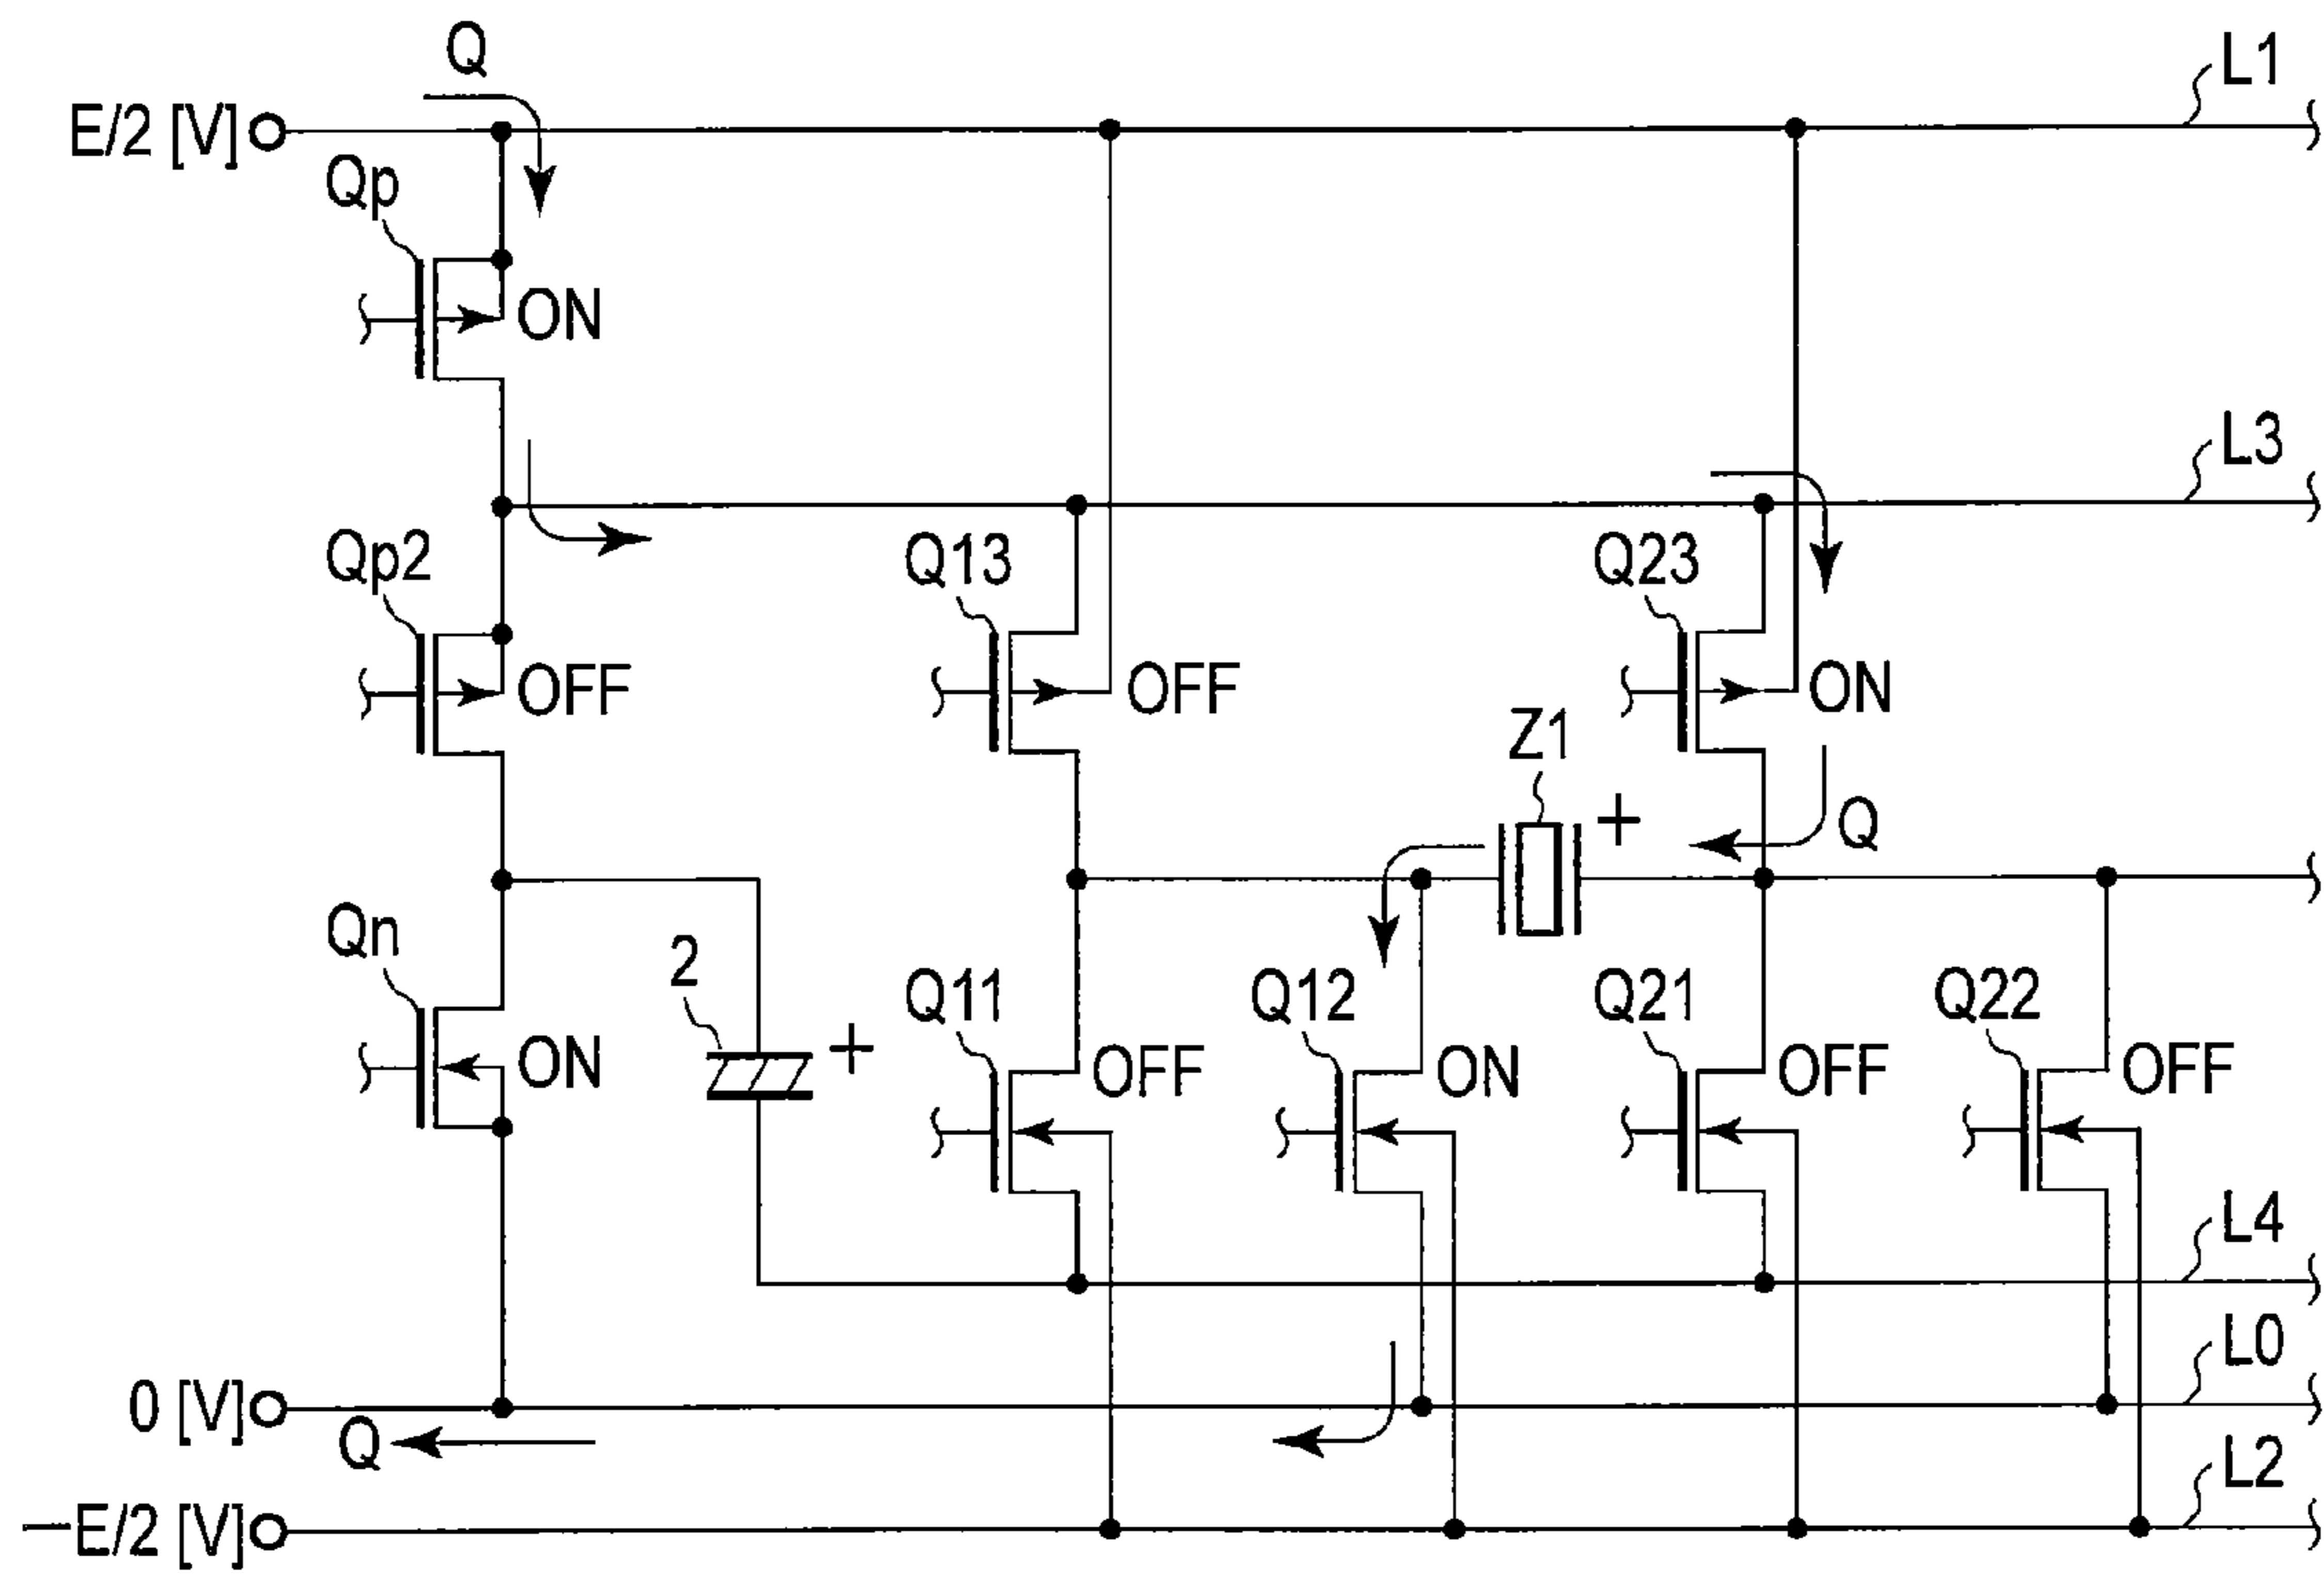 Q
L1
E/2 [V]
Qp
ON
L3
Qp2
Q13
Q23
OFF
OFF
ON
Z1
+
Q
Qn
2
Q11
Q12
Q21
Q22
ON
+
OFF
ON
OFF
OFF
L4
L0
0 [V]
Q
L2
−E/2 [V]